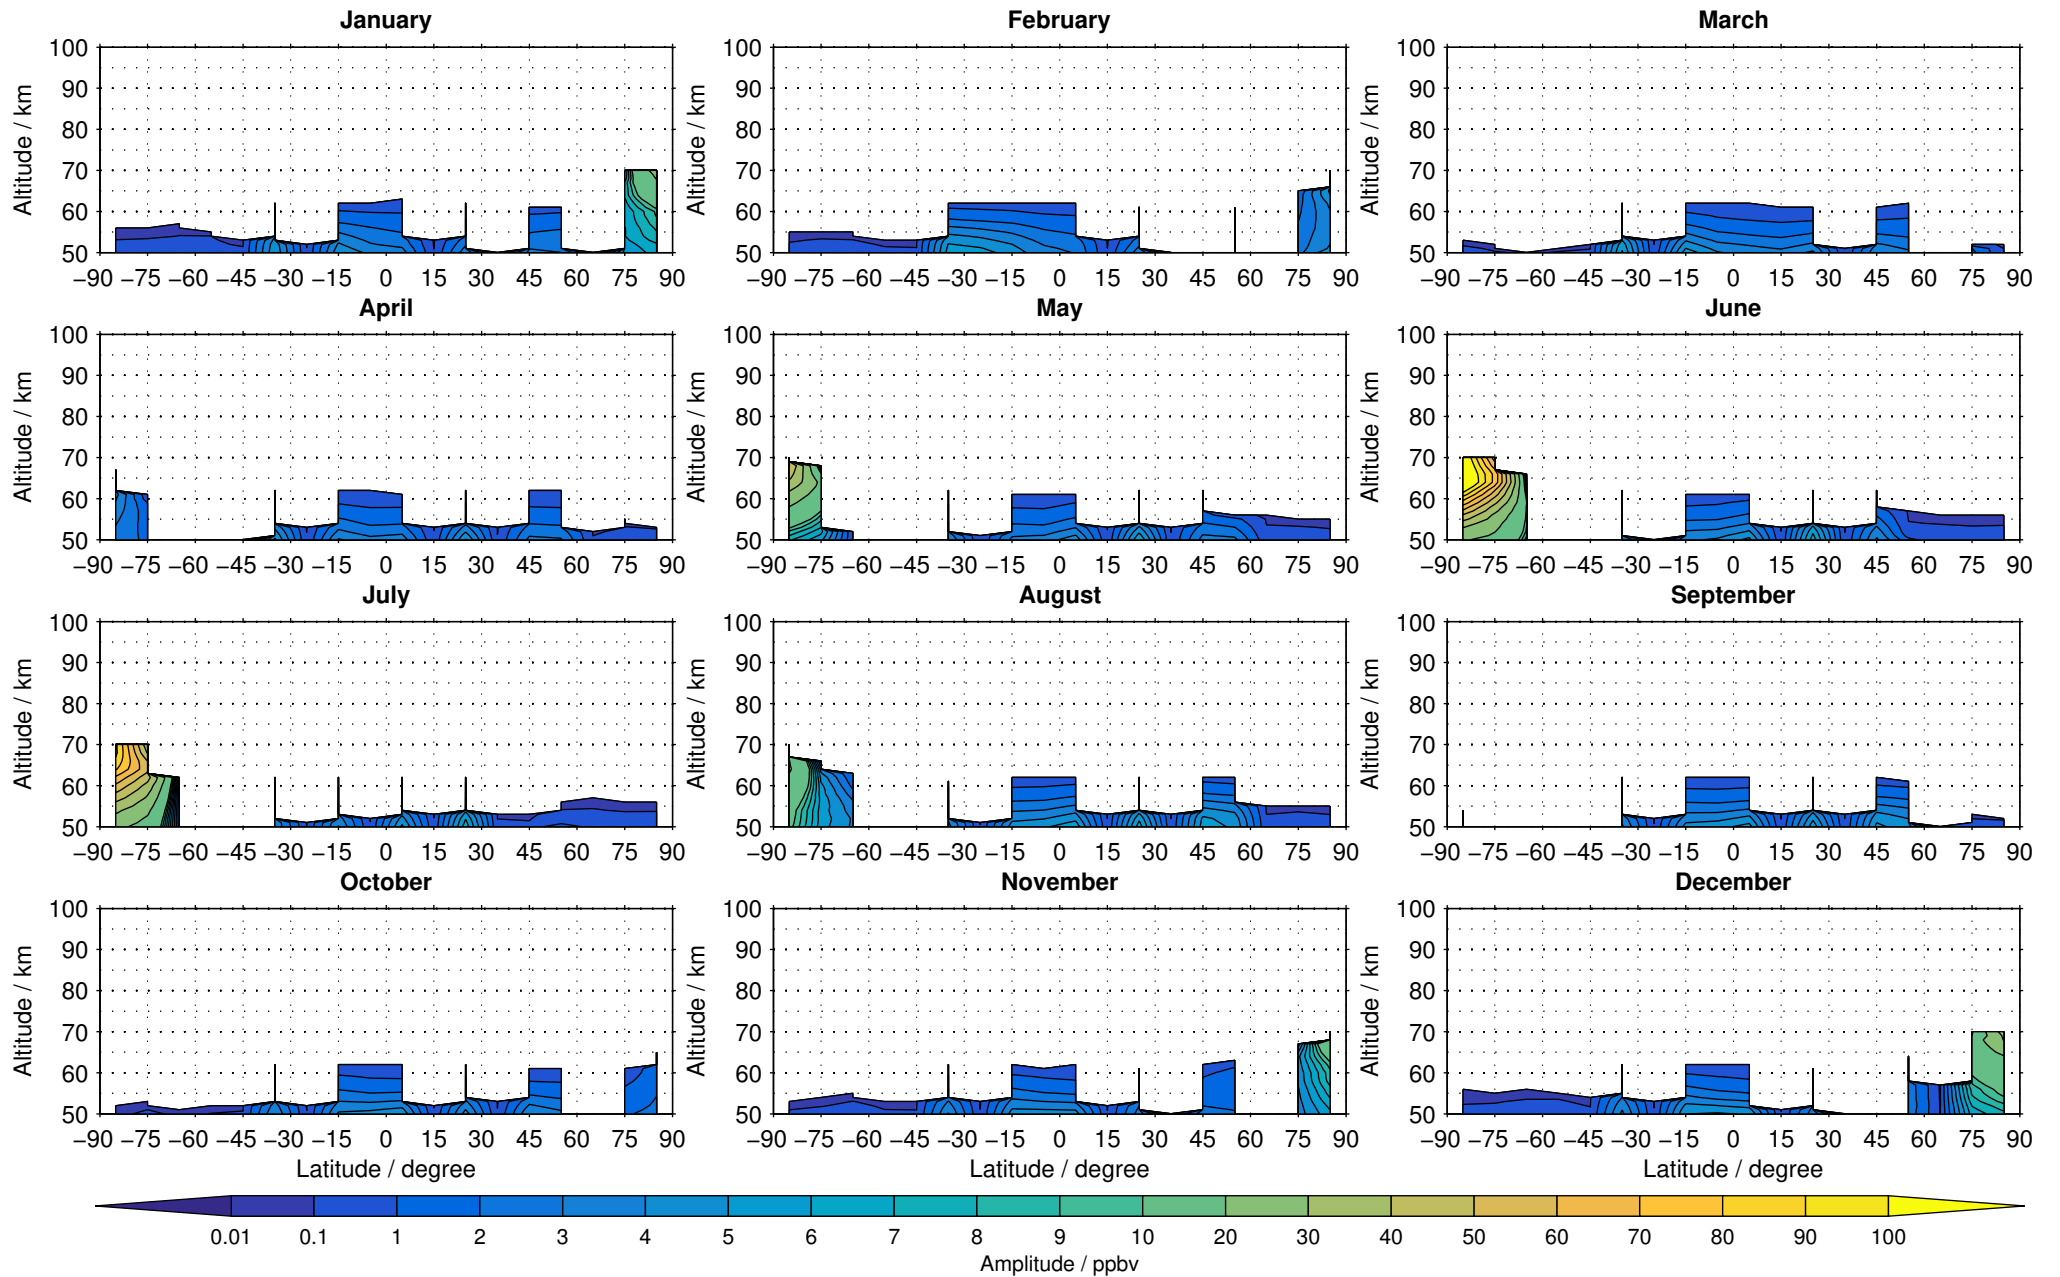 January February March
100 100 100
90 90 90
80 80 80
70 70 70
60 60 60
50 50 50
Altitude / km Altitude / km Altitude / km
−90 −75 −60 −45 −30 −15 0 15 30 45 60 75 90 −90 −75 −60 −45 −30 −15 0 15 30 45 60 75 90 −90 −75 −60 −45 −30 −15 0 15 30 45 60 75 90
April May June
100 100 100
90 90 90
80 80 80
70 70 70
60 60 60
50 50 50
Altitude / km Altitude / km Altitude / km
−90 −75 −60 −45 −30 −15 0 15 30 45 60 75 90 −90 −75 −60 −45 −30 −15 0 15 30 45 60 75 90 −90 −75 −60 −45 −30 −15 0 15 30 45 60 75 90
July August September
100 100 100
90 90 90
80 80 80
70 70 70
60 60 60
50 50 50
Altitude / km Altitude / km Altitude / km
−90 −75 −60 −45 −30 −15 0 15 30 45 60 75 90 −90 −75 −60 −45 −30 −15 0 15 30 45 60 75 90 −90 −75 −60 −45 −30 −15 0 15 30 45 60 75 90
October November December
100 100 100
90 90 90
80 80 80
70 70 70
60 60 60
50 50 50
Altitude / km Altitude / km Altitude / km
−90 −75 −60 −45 −30 −15 0 15 30 45 60 75 90 −90 −75 −60 −45 −30 −15 0 15 30 45 60 75 90 −90 −75 −60 −45 −30 −15 0 15 30 45 60 75 90
Latitude / degree Latitude / degree Latitude / degree
0.01 0.1 1 2 3 4 5 6 7 8 9 10 20 30 40 50 60 70 80 90 100
Amplitude / ppbv